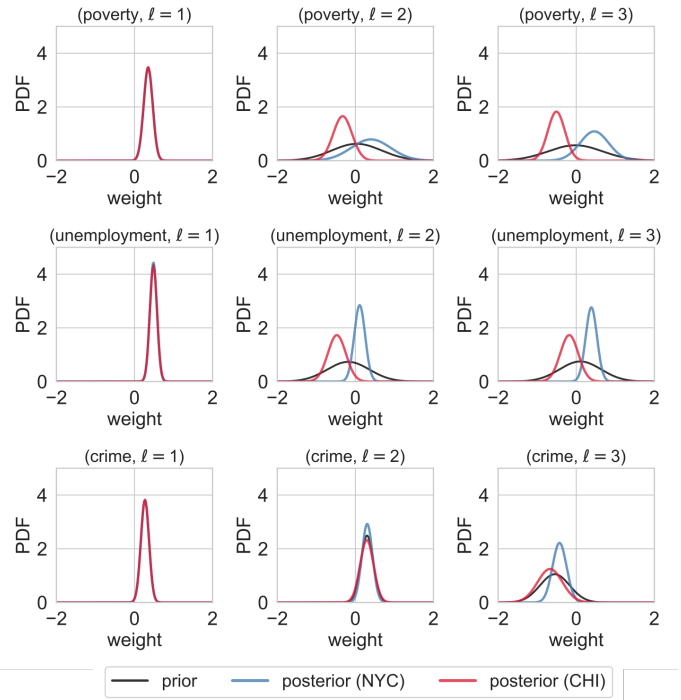 (poverty, ℓ = 1) (poverty, ℓ = 2) (poverty, ℓ = 3)
PDF PDF PDF
4 4 4
2 2 2
0 0 0
−2 0 2 −2 0 2 −2 0 2
weight weight weight
(unemployment, ℓ = 1) (unemployment, ℓ = 2) (unemployment, ℓ = 3)
PDF PDF PDF
4 4 4
2 2 2
0 0 0
−2 0 2 −2 0 2 −2 0 2
weight weight weight
(crime, ℓ = 1) (crime, ℓ = 2) (crime, ℓ = 3)
PDF PDF PDF
4 4 4
2 2 2
0 0 0
−2 0 2 −2 0 2 −2 0 2
weight weight weight
prior posterior (NYC) posterior (CHI)